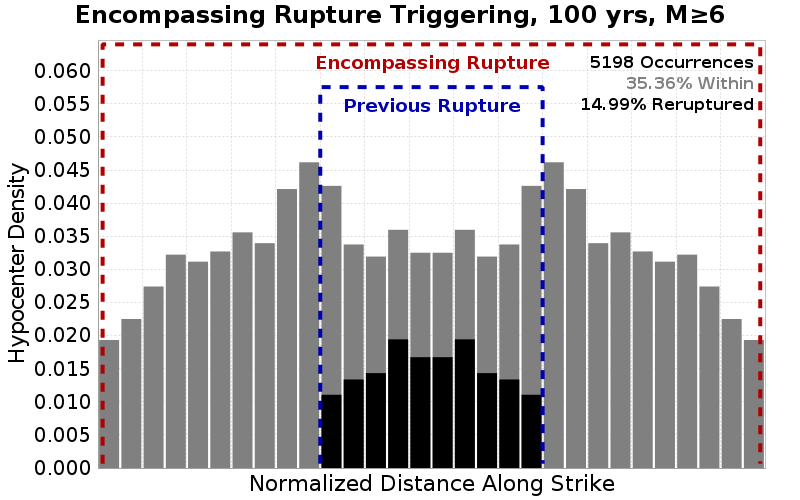 Encompassing Rupture Triggering, 100 yrs, M≥6
Encompassing Rupture
5198 Occurrences
35.36% Within
Previous Rupture
14.99% Reruptured
Hypocenter Density
0.060
0.055
0.050
0.045
0.040
0.035
0.030
0.025
0.020
0.015
0.010
0.005
0.000
Normalized Distance Along Strike